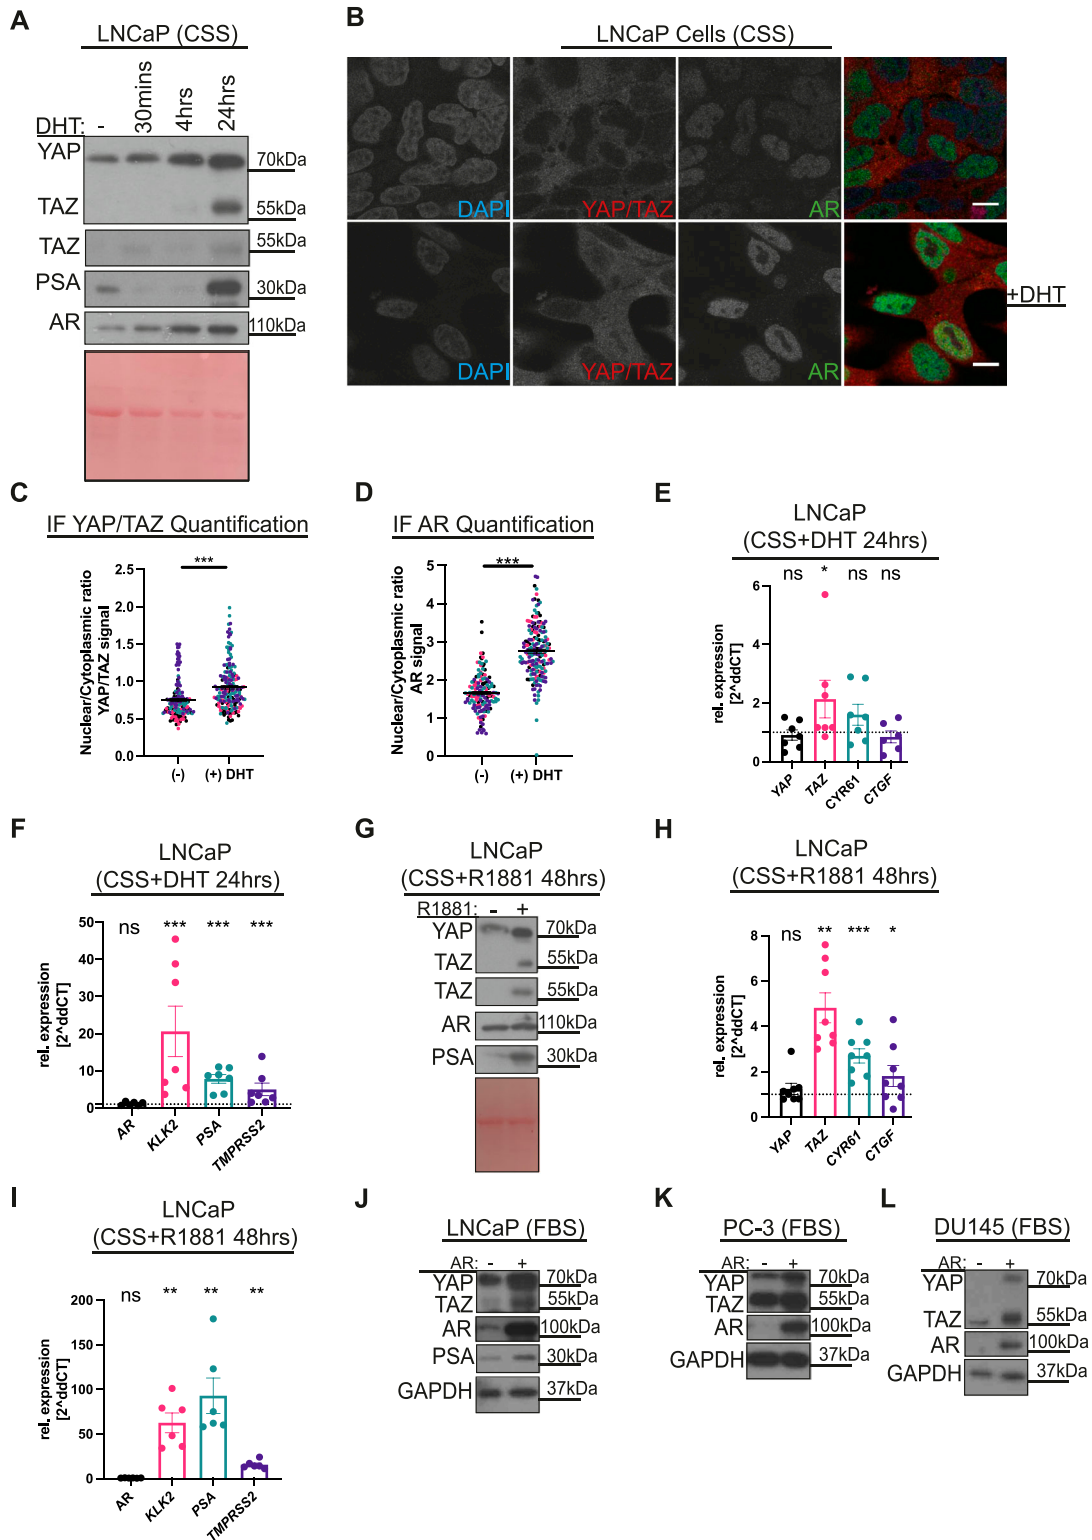 A
LNCaP (CSS)
DHT: - 30mins 4hrs 24hrs
YAP 70kDa
TAZ 55kDa
TAZ 55kDa
PSA 30kDa
AR 110kDa
B
LNCaP Cells (CSS)
DAPI YAP/TAZ AR
DAPI YAP/TAZ AR
+DHT
C
IF YAP/TAZ Quantification
***
Nuclear/Cytoplasmic ratio
YAP/TAZ signal
2.5
2.0
1.5
1.0
0.5
0.0
(-) (+) DHT
D
IF AR Quantification
***
Nuclear/Cytoplasmic ratio
AR signal
5
4
3
2
1
0
(-) (+) DHT
E
LNCaP
(CSS+DHT 24hrs)
ns * ns ns
rel. expression
[2^ddCT]
6
4
2
0
YAP TAZ CYR61 CTGF
F
LNCaP
(CSS+DHT 24hrs)
ns *** *** ***
rel. expression
[2^ddCT]
50
40
30
20
10
0
AR KLK2 PSA TMPRSS2
G
LNCaP
(CSS+R1881 48hrs)
R1881: - +
YAP 70kDa
TAZ 55kDa
TAZ 55kDa
AR 110kDa
PSA 30kDa
H
LNCaP
(CSS+R1881 48hrs)
ns ** *** *
rel. expression
[2^ddCT]
8
6
4
2
0
YAP TAZ CYR61 CTGF
I
LNCaP
(CSS+R1881 48hrs)
ns ** ** **
rel. expression
[2^ddCT]
200
150
100
50
0
AR KLK2 PSA TMPRSS2
J
LNCaP (FBS)
AR: - +
YAP 70kDa
TAZ 55kDa
AR 100kDa
PSA 30kDa
GAPDH 37kDa
K
PC-3 (FBS)
AR: - +
YAP 70kDa
TAZ 55kDa
AR 100kDa
GAPDH 37kDa
L
DU145 (FBS)
AR: - +
YAP 70kDa
TAZ 55kDa
AR 100kDa
GAPDH 37kDa